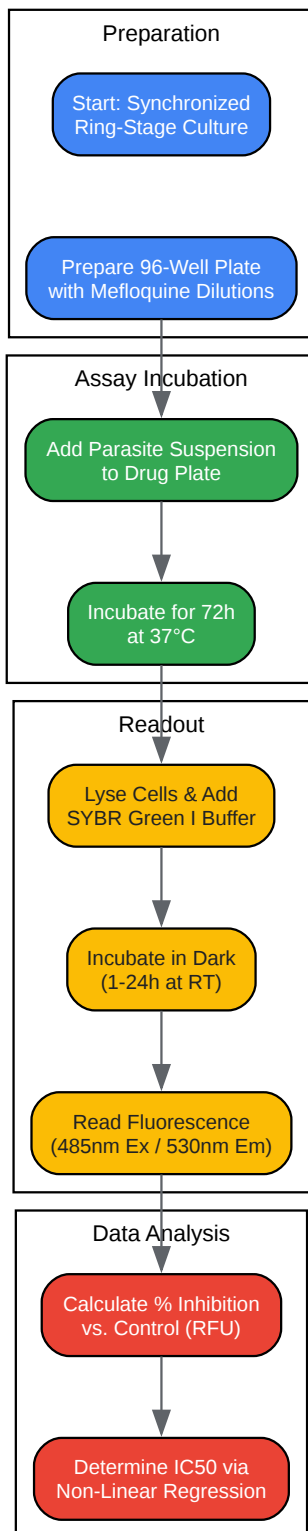 Preparation
Start: Synchronized
Ring-Stage Culture
Prepare 96-Well Plate
with Mefloquine Dilutions
Assay Incubation
Add Parasite Suspension
to Drug Plate
Incubate for 72h
at 37°C
Readout
Lyse Cells & Add
SYBR Green I Buffer
Incubate in Dark
(1-24h at RT)
Read Fluorescence
(485nm Ex / 530nm Em)
Data Analysis
Calculate % Inhibition
vs. Control (RFU)
Determine IC50 via
Non-Linear Regression